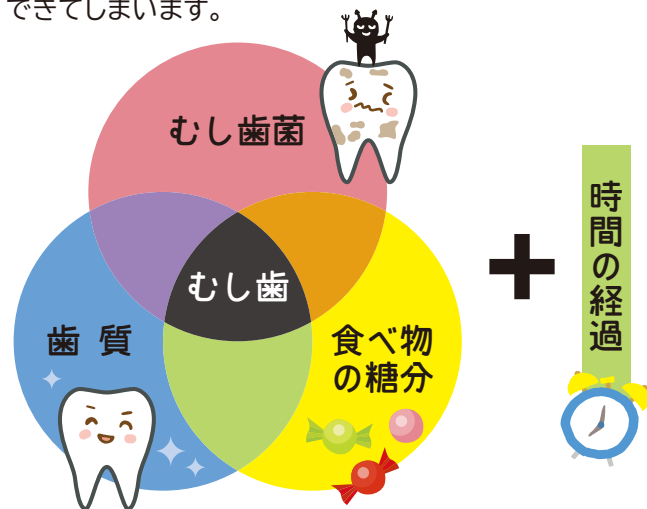 できてしまいます。
むし歯菌
むし歯
歯 質
食べ物
の糖分
+
時間の経過